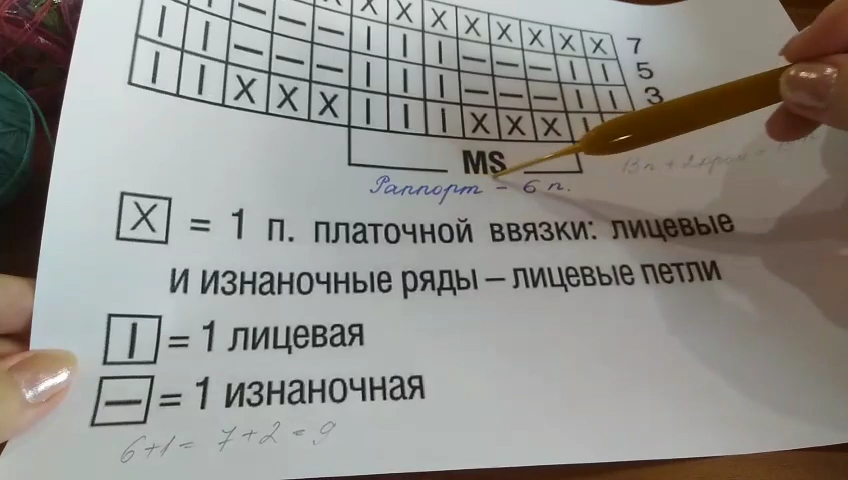 X X X X X X X X 7
I I — — — I I I — — — I I 5
I I — — — I I I — — — I I 3
I I X X X I I I X X X I
MS
Раппорт - 6 п.
X = 1 п. платочной ввязки: лицевые
и изнаночные ряды – лицевые петли
I = 1 лицевая
— = 1 изнаночная
6+1= 7+2=9